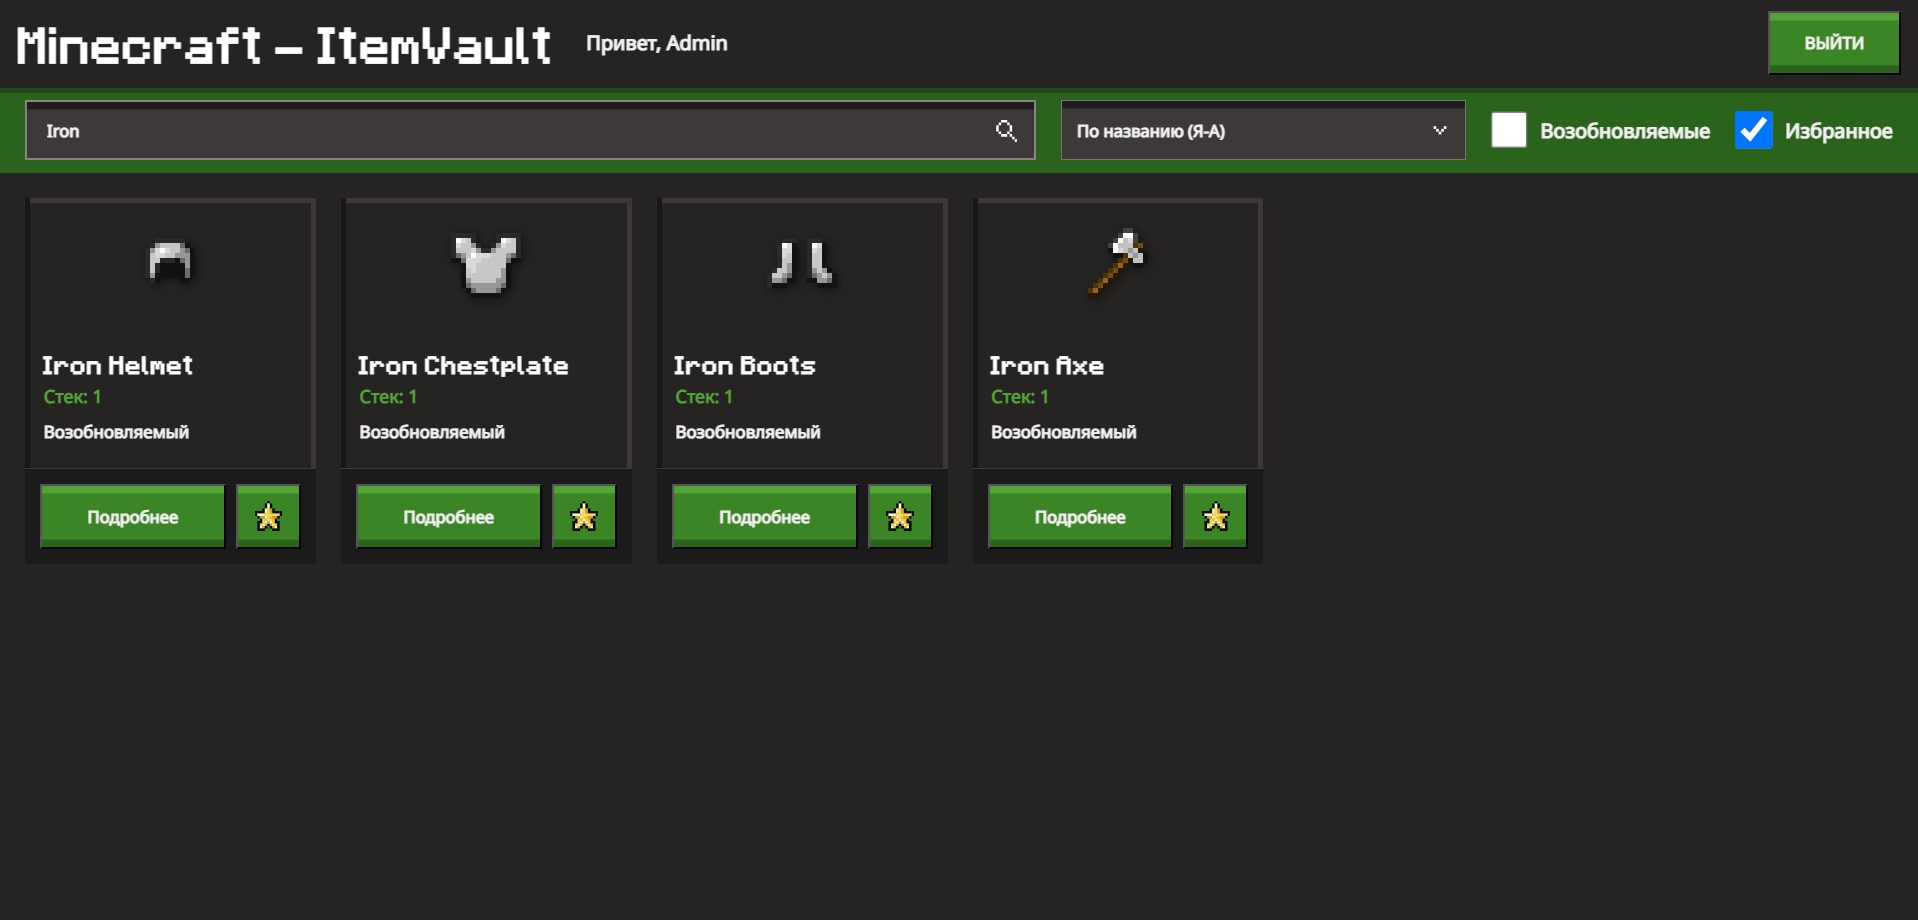 Minecraft – ItemVault
Привет, Admin
ВЫЙТИ
Iron
По названию (Я-А)
Возобновляемые
Избранное
Iron Helmet
Стек: 1
Возобновляемый
Подробнее
Iron Chestplate
Стек: 1
Возобновляемый
Подробнее
Iron Boots
Стек: 1
Возобновляемый
Подробнее
Iron Axe
Стек: 1
Возобновляемый
Подробнее